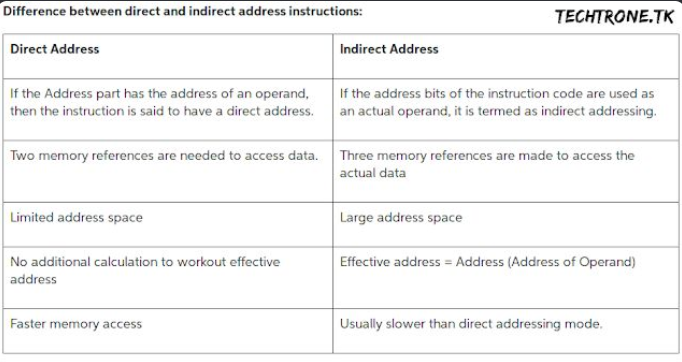 Difference between direct and indirect address instructions:
TECHTRONE.TK
Direct Address
Indirect Address
If the Address part has the address of an operand,
then the instruction is said to have a direct address.
If the address bits of the instruction code are used as
an actual operand, it is termed as indirect addressing.
Two memory references are needed to access data.
Three memory references are made to access the
actual data
Limited address space
Large address space
No additional calculation to workout effective
address
Effective address = Address (Address of Operand)
Faster memory access
Usually slower than direct addressing mode.